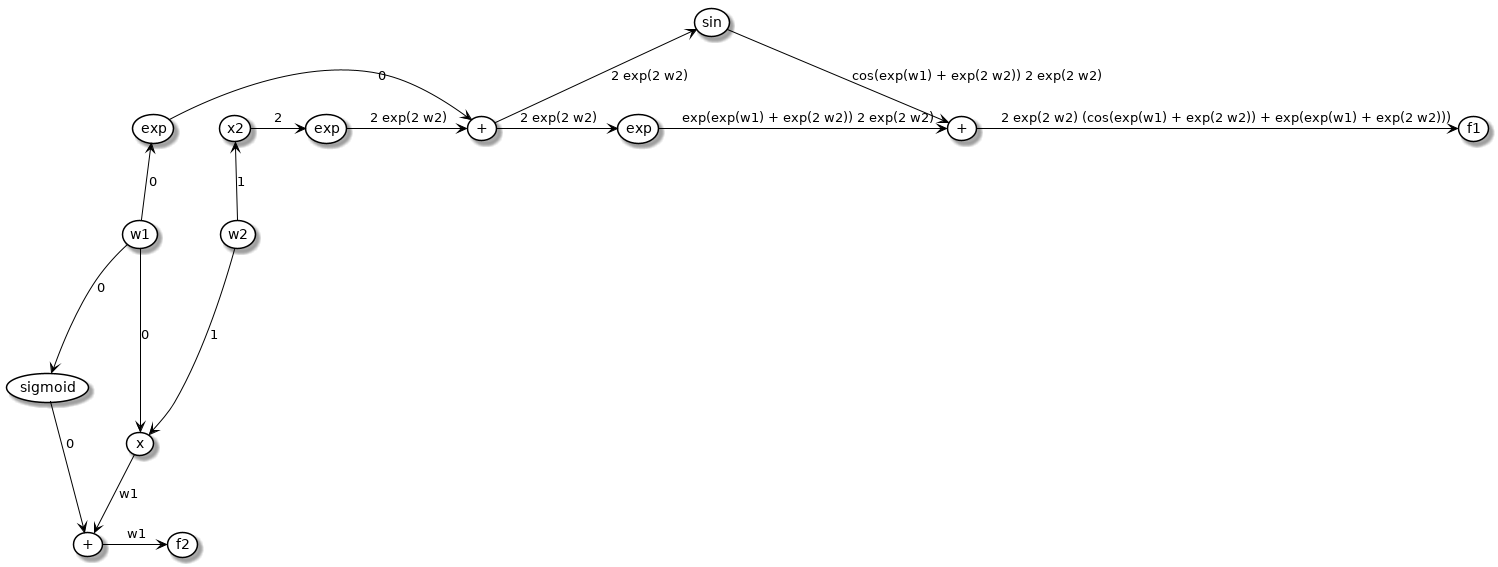 sin
0
2 exp(2 w2)
cos(exp(w1) + exp(2 w2)) 2 exp(2 w2)
exp
x2
2
exp
2 exp(2 w2)
+
2 exp(2 w2)
exp
exp(exp(w1) + exp(2 w2)) 2 exp(2 w2)
+
2 exp(2 w2) (cos(exp(w1) + exp(2 w2)) + exp(exp(w1) + exp(2 w2)))
f1
0
1
w1
w2
0
0
1
sigmoid
0
x
w1
+
w1
f2